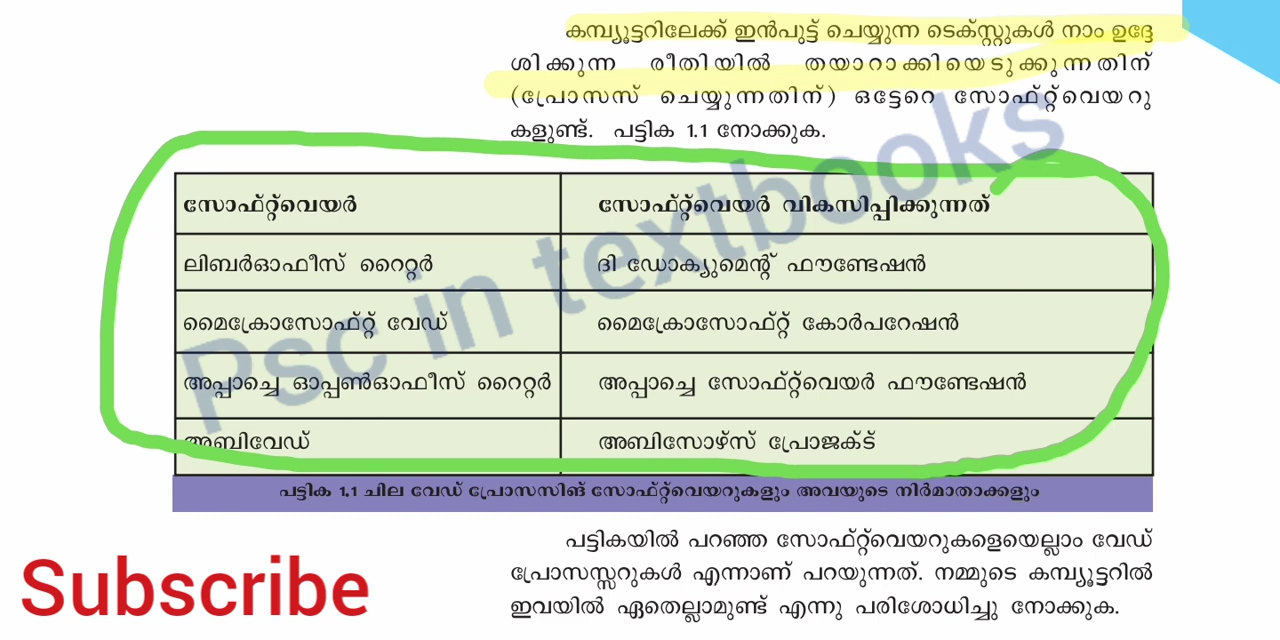 കമ്പ്യൂട്ടറിലേക്ക് ഇൻപുട്ട് ചെയ്യുന്ന ടെക്സ്റ്റുകൾ നാം ഉദ്ദേ
ശിക്കുന്ന രീതിയിൽ തയാറാക്കിയെടുക്കുന്നതിന്
(പ്രോസസ് ചെയ്യുന്നതിന്) ഒട്ടേറെ സോഫ്റ്റ്‌വെയറു
കളുണ്ട്. പട്ടിക 1.1 നോക്കുക.
സോഫ്റ്റ്‌വെയർ സോഫ്റ്റ്‌വെയർ വികസിപ്പിക്കുന്നത്
ലിബർഓഫീസ് റൈറ്റർ ദി ഡോക്യുമെന്റ് ഫൗണ്ടേഷൻ
മൈക്രോസോഫ്റ്റ് വേഡ് മൈക്രോസോഫ്റ്റ് കോർപറേഷൻ
അപ്പാച്ചെ ഓപ്പൺഓഫീസ് റൈറ്റർ അപ്പാച്ചെ സോഫ്റ്റ്‌വെയർ ഫൗണ്ടേഷൻ
അബിവേഡ് അബിസോഴ്സ് പ്രോജക്ട്
പട്ടിക 1.1 ചില വേഡ് പ്രോസസിങ് സോഫ്റ്റ്‌വെയറുകളും അവയുടെ നിർമാതാക്കളും
പട്ടികയിൽ പറഞ്ഞ സോഫ്റ്റ്‌വെയറുകളെയെല്ലാം വേഡ്
പ്രോസസ്സറുകൾ എന്നാണ് പറയുന്നത്. നമ്മുടെ കമ്പ്യൂട്ടറിൽ
ഇവയിൽ ഏതെല്ലാമുണ്ട് എന്നു പരിശോധിച്ചു നോക്കുക.
Psc in textbooks
Subscribe